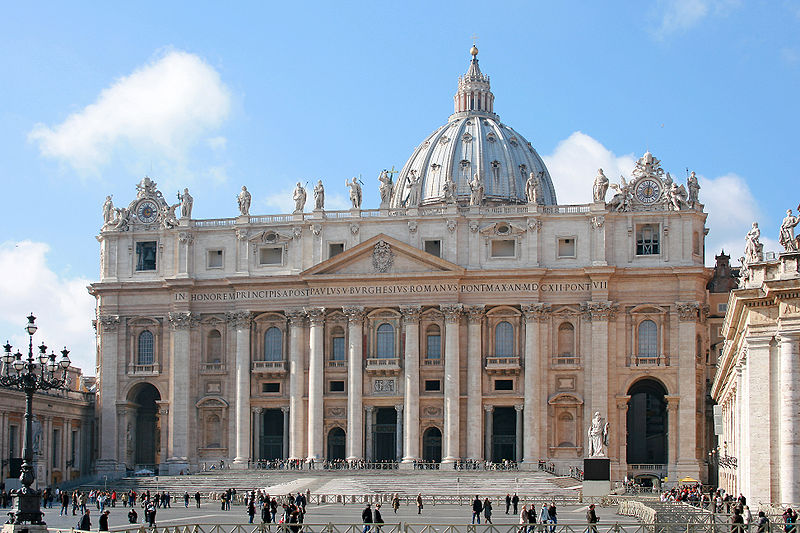 IN HONOREM PRINCIPIS APOST PAVLVS V BVRGHESIVS ROMANVS PONT MAX AN MDCXII PONT VII